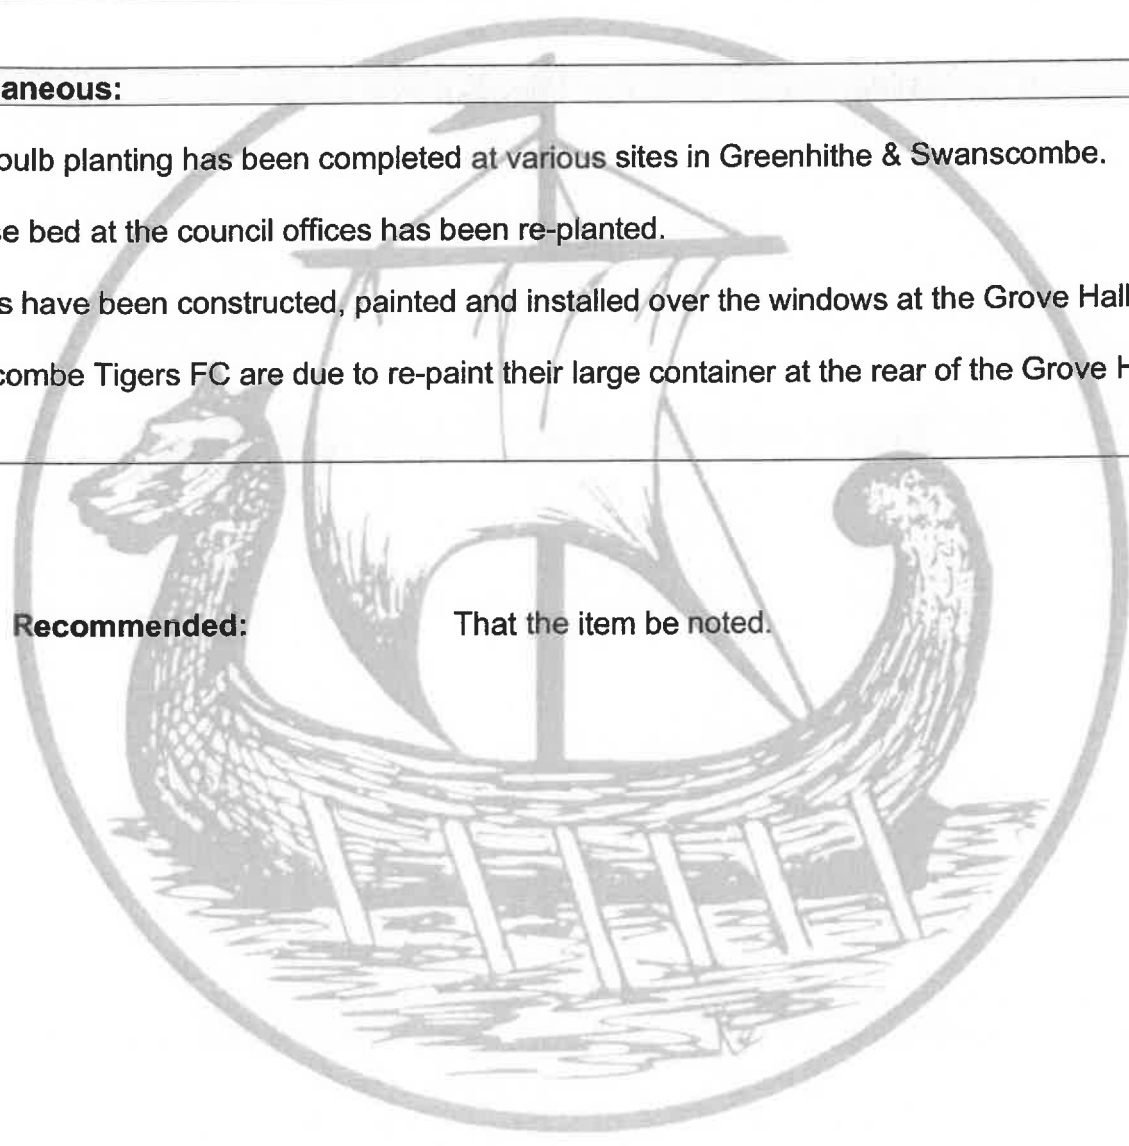 aneous:
bulb planting has been completed at various sites in Greenhithe & Swanscombe.
e bed at the council offices has been re-planted.
s have been constructed, painted and installed over the windows at the Grove Hall
combe Tigers FC are due to re-paint their large container at the rear of the Grove H
Recommended: That the item be noted.